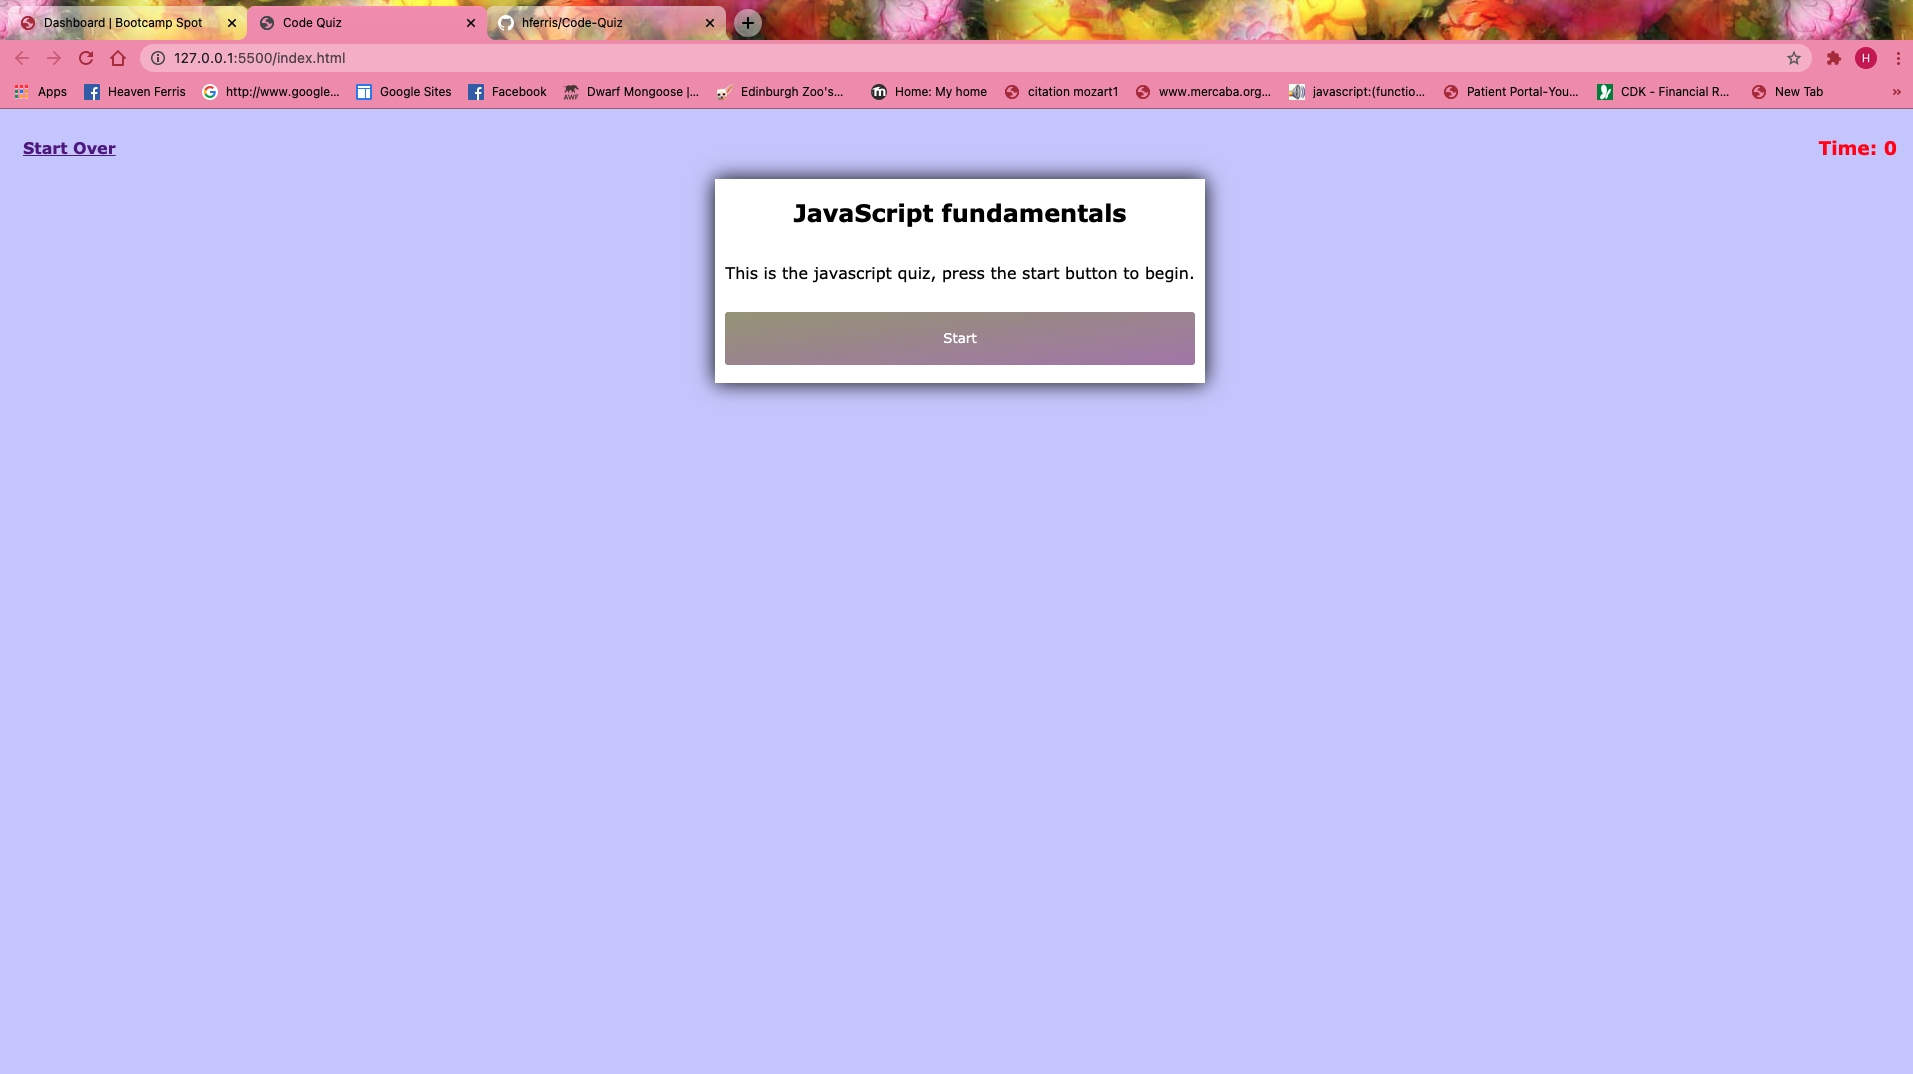 Dashboard | Bootcamp Spot
Code Quiz
hferris/Code-Quiz
127.0.0.1:5500/index.html
H
Apps
Heaven Ferris
http://www.google...
Google Sites
Facebook
AWF
Dwarf Mongoose |...
Edinburgh Zoo's...
Home: My home
citation mozart1
www.mercaba.org...
javascript:(functio...
Patient Portal-You...
CDK - Financial R...
New Tab
»
Start Over
Time: 0
JavaScript fundamentals
This is the javascript quiz, press the start button to begin.
Start